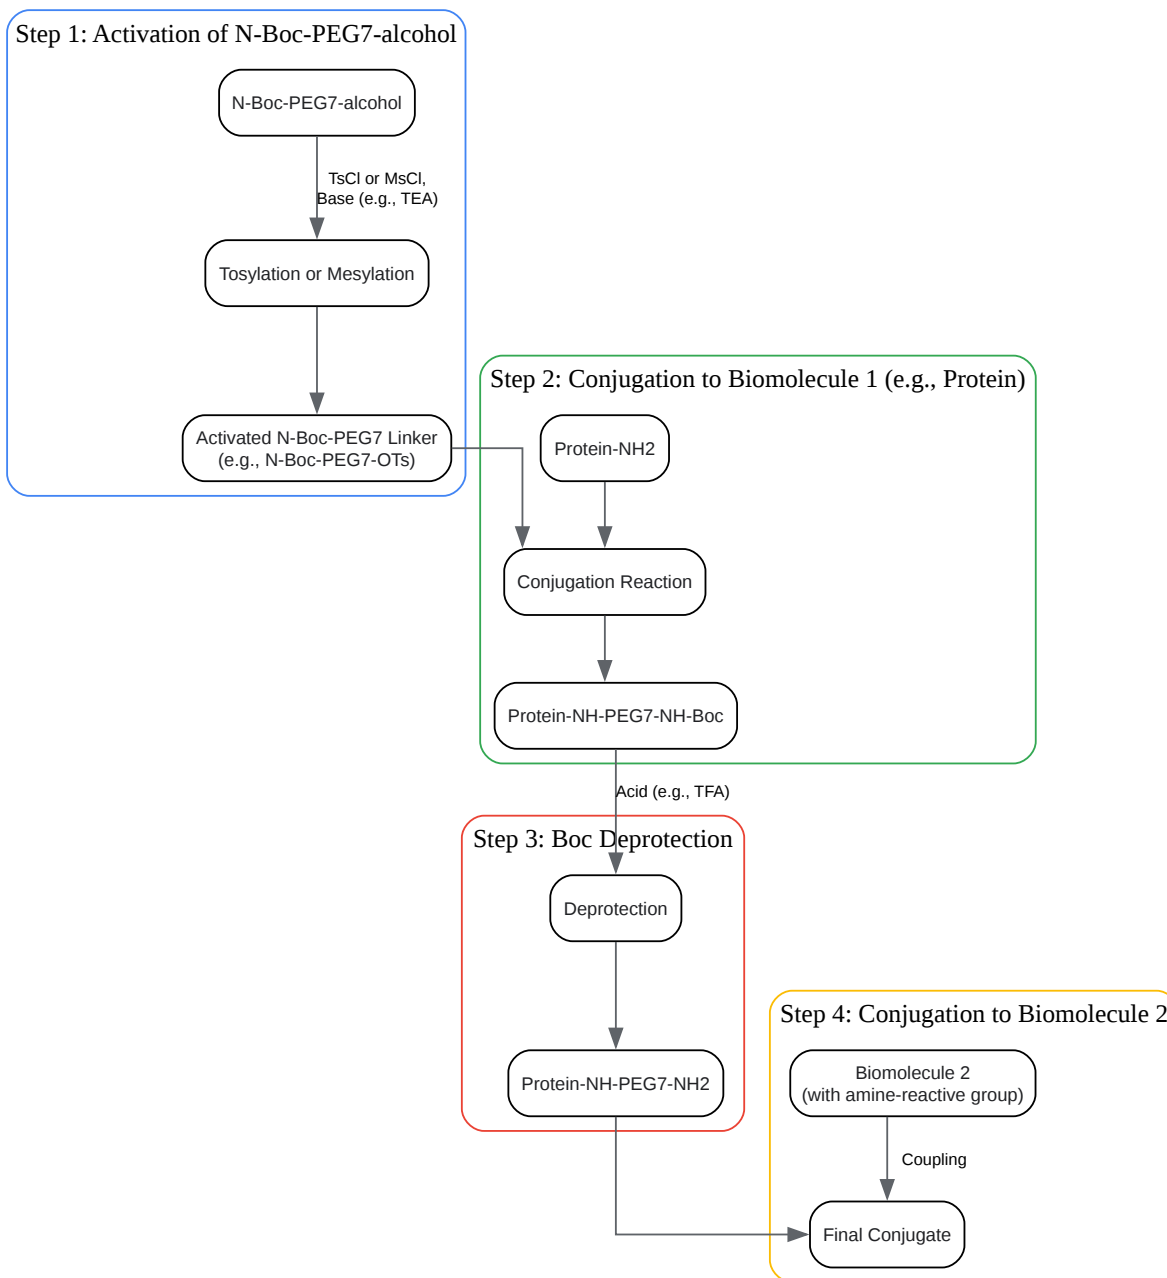 Step 1: Activation of N-Boc-PEG7-alcohol
N-Boc-PEG7-alcohol
TsCl or MsCl,
Base (e.g., TEA)
Tosylation or Mesylation
Activated N-Boc-PEG7 Linker
(e.g., N-Boc-PEG7-OTs)
Step 2: Conjugation to Biomolecule 1 (e.g., Protein)
Protein-NH2
Conjugation Reaction
Protein-NH-PEG7-NH-Boc
Acid (e.g., TFA)
Step 3: Boc Deprotection
Deprotection
Protein-NH-PEG7-NH2
Step 4: Conjugation to Biomolecule 2
Biomolecule 2
(with amine-reactive group)
Coupling
Final Conjugate